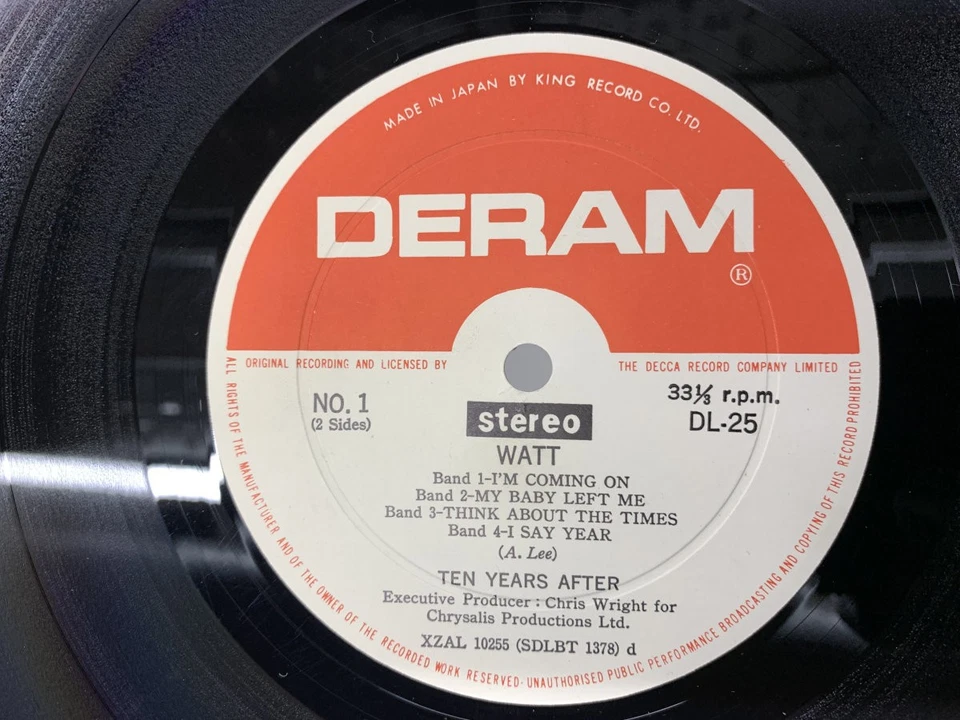 MADE IN JAPAN BY KING RECORD CO. LTD.
DERAM
®
ORIGINAL RECORDING AND LICENSED BY THE DECCA RECORD COMPANY LIMITED
NO. 1
(2 Sides)
stereo
33⅓ r.p.m.
DL-25
WATT
Band 1-I'M COMING ON
Band 2-MY BABY LEFT ME
Band 3-THINK ABOUT THE TIMES
Band 4-I SAY YEAR
(A. Lee)
TEN YEARS AFTER
Executive Producer : Chris Wright for
Chrysalis Productions Ltd.
XZAL 10255 (SDLBT 1378) d
ALL RIGHTS OF THE MANUFACTURER AND OF THE OWNER OF THE RECORDED WORK RESERVED· UNAUTHORISED PUBLIC PERFORMANCE BROADCASTING AND COPYING OF THIS RECORD PROHIBITED